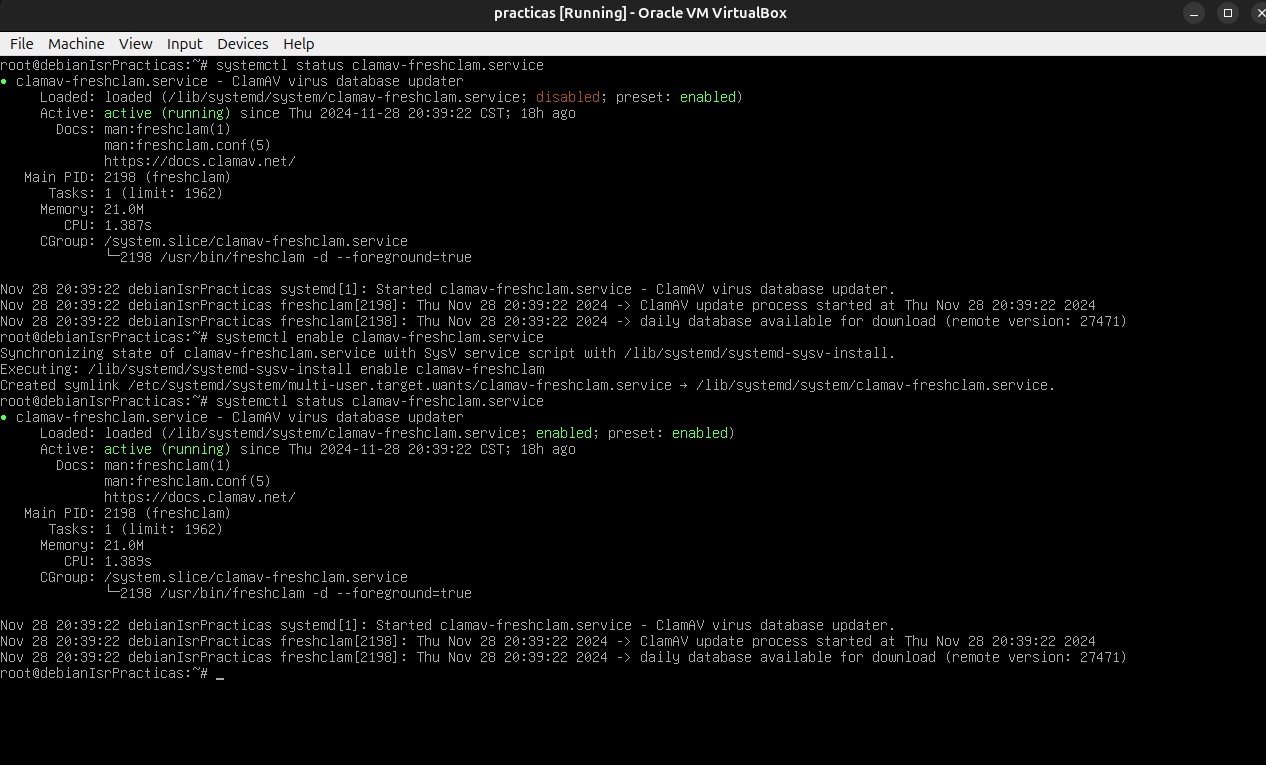 practicas [Running] - Oracle VM VirtualBox
File Machine View Input Devices Help
root@debianIsrPracticas:~# systemctl status clamav-freshclam.service
● clamav-freshclam.service - ClamAV virus database updater
     Loaded: loaded (/lib/systemd/system/clamav-freshclam.service; disabled; preset: enabled)
     Active: active (running) since Thu 2024-11-28 20:39:22 CST; 18h ago
       Docs: man:freshclam(1)
             man:freshclam.conf(5)
             https://docs.clamav.net/
   Main PID: 2198 (freshclam)
      Tasks: 1 (limit: 1962)
     Memory: 21.0M
        CPU: 1.387s
     CGroup: /system.slice/clamav-freshclam.service
             └─2198 /usr/bin/freshclam -d --foreground=true

Nov 28 20:39:22 debianIsrPracticas systemd[1]: Started clamav-freshclam.service - ClamAV virus database updater.
Nov 28 20:39:22 debianIsrPracticas freshclam[2198]: Thu Nov 28 20:39:22 2024 -> ClamAV update process started at Thu Nov 28 20:39:22 2024
Nov 28 20:39:22 debianIsrPracticas freshclam[2198]: Thu Nov 28 20:39:22 2024 -> daily database available for download (remote version: 27471)
root@debianIsrPracticas:~# systemctl enable clamav-freshclam.service
Synchronizing state of clamav-freshclam.service with SysV service script with /lib/systemd/systemd-sysv-install.
Executing: /lib/systemd/systemd-sysv-install enable clamav-freshclam
Created symlink /etc/systemd/system/multi-user.target.wants/clamav-freshclam.service → /lib/systemd/system/clamav-freshclam.service.
root@debianIsrPracticas:~# systemctl status clamav-freshclam.service
● clamav-freshclam.service - ClamAV virus database updater
     Loaded: loaded (/lib/systemd/system/clamav-freshclam.service; enabled; preset: enabled)
     Active: active (running) since Thu 2024-11-28 20:39:22 CST; 18h ago
       Docs: man:freshclam(1)
             man:freshclam.conf(5)
             https://docs.clamav.net/
   Main PID: 2198 (freshclam)
      Tasks: 1 (limit: 1962)
     Memory: 21.0M
        CPU: 1.389s
     CGroup: /system.slice/clamav-freshclam.service
             └─2198 /usr/bin/freshclam -d --foreground=true

Nov 28 20:39:22 debianIsrPracticas systemd[1]: Started clamav-freshclam.service - ClamAV virus database updater.
Nov 28 20:39:22 debianIsrPracticas freshclam[2198]: Thu Nov 28 20:39:22 2024 -> ClamAV update process started at Thu Nov 28 20:39:22 2024
Nov 28 20:39:22 debianIsrPracticas freshclam[2198]: Thu Nov 28 20:39:22 2024 -> daily database available for download (remote version: 27471)
root@debianIsrPracticas:~# _